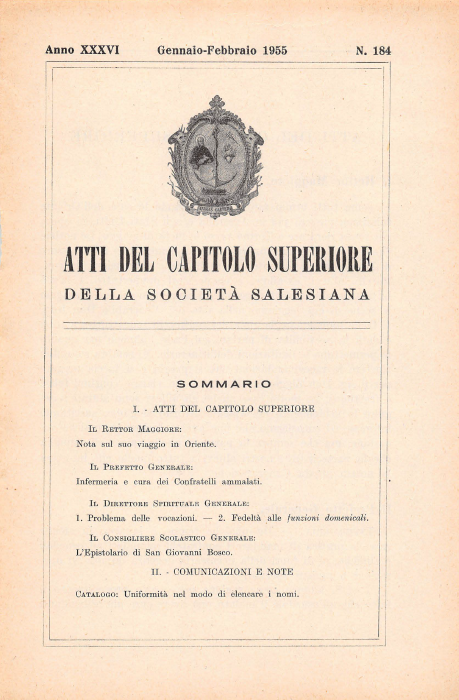 Anno XXXVI Gennaio-Febbraio 1955 N. 184
ATTI DEL CAPITOLO SUPERIORE
DELLA SOCIETÀ SALESIANA
SOMMARIO
I. - ATTI DEL CAPITOLO SUPERIORE
IL RETTOR MAGGIORE:
Nota sul suo viaggio in Oriente.
IL PREFETTO GENERALE:
Infermeria e cura dei Confratelli ammalati.
IL DIRETTORE SPIRITUALE GENERALE:
1. Problema delle vocazioni. — 2. Fedeltà alle funzioni domenicali.
IL CONSIGLIERE SCOLASTICO GENERALE:
L'Epistolario di San Giovanni Bosco.
II. - COMUNICAZIONI E NOTE
CATALOGO: Uniformità nel modo di elencare i nomi.